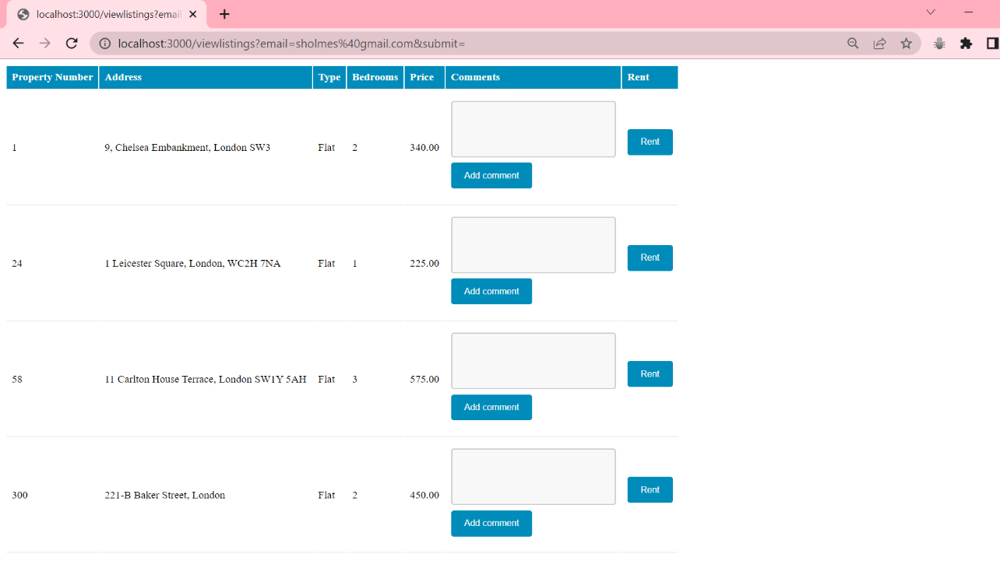 localhost:3000/viewlistings?email
localhost:3000/viewlistings?email=sholmes%40gmail.com&submit=
Property Number Address Type Bedrooms Price Comments Rent
1 9, Chelsea Embankment, London SW3 Flat 2 340.00 Rent
Add comment
24 1 Leicester Square, London, WC2H 7NA Flat 1 225.00 Rent
Add comment
58 11 Carlton House Terrace, London SW1Y 5AH Flat 3 575.00 Rent
Add comment
300 221-B Baker Street, London Flat 2 450.00 Rent
Add comment